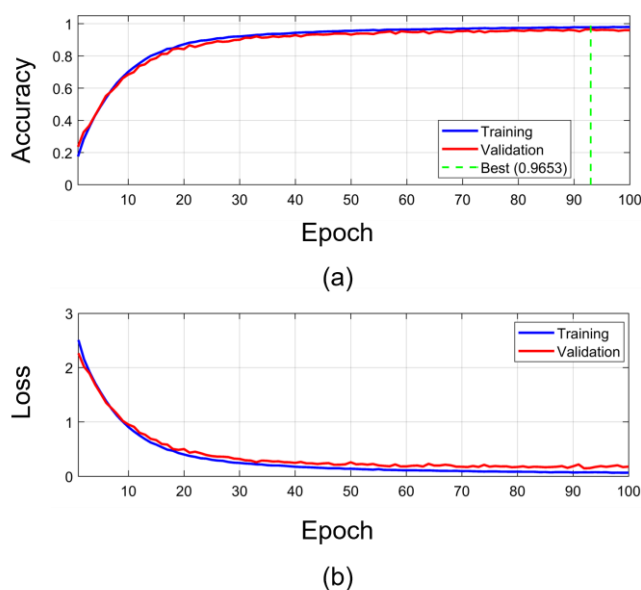 1
0.8
0.6
0.4
0.2
0
Accuracy
Training
Validation
Best (0.9653)
10 20 30 40 50 60 70 80 90 100
Epoch
(a)
3
2
1
0
Loss
Training
Validation
10 20 30 40 50 60 70 80 90 100
Epoch
(b)